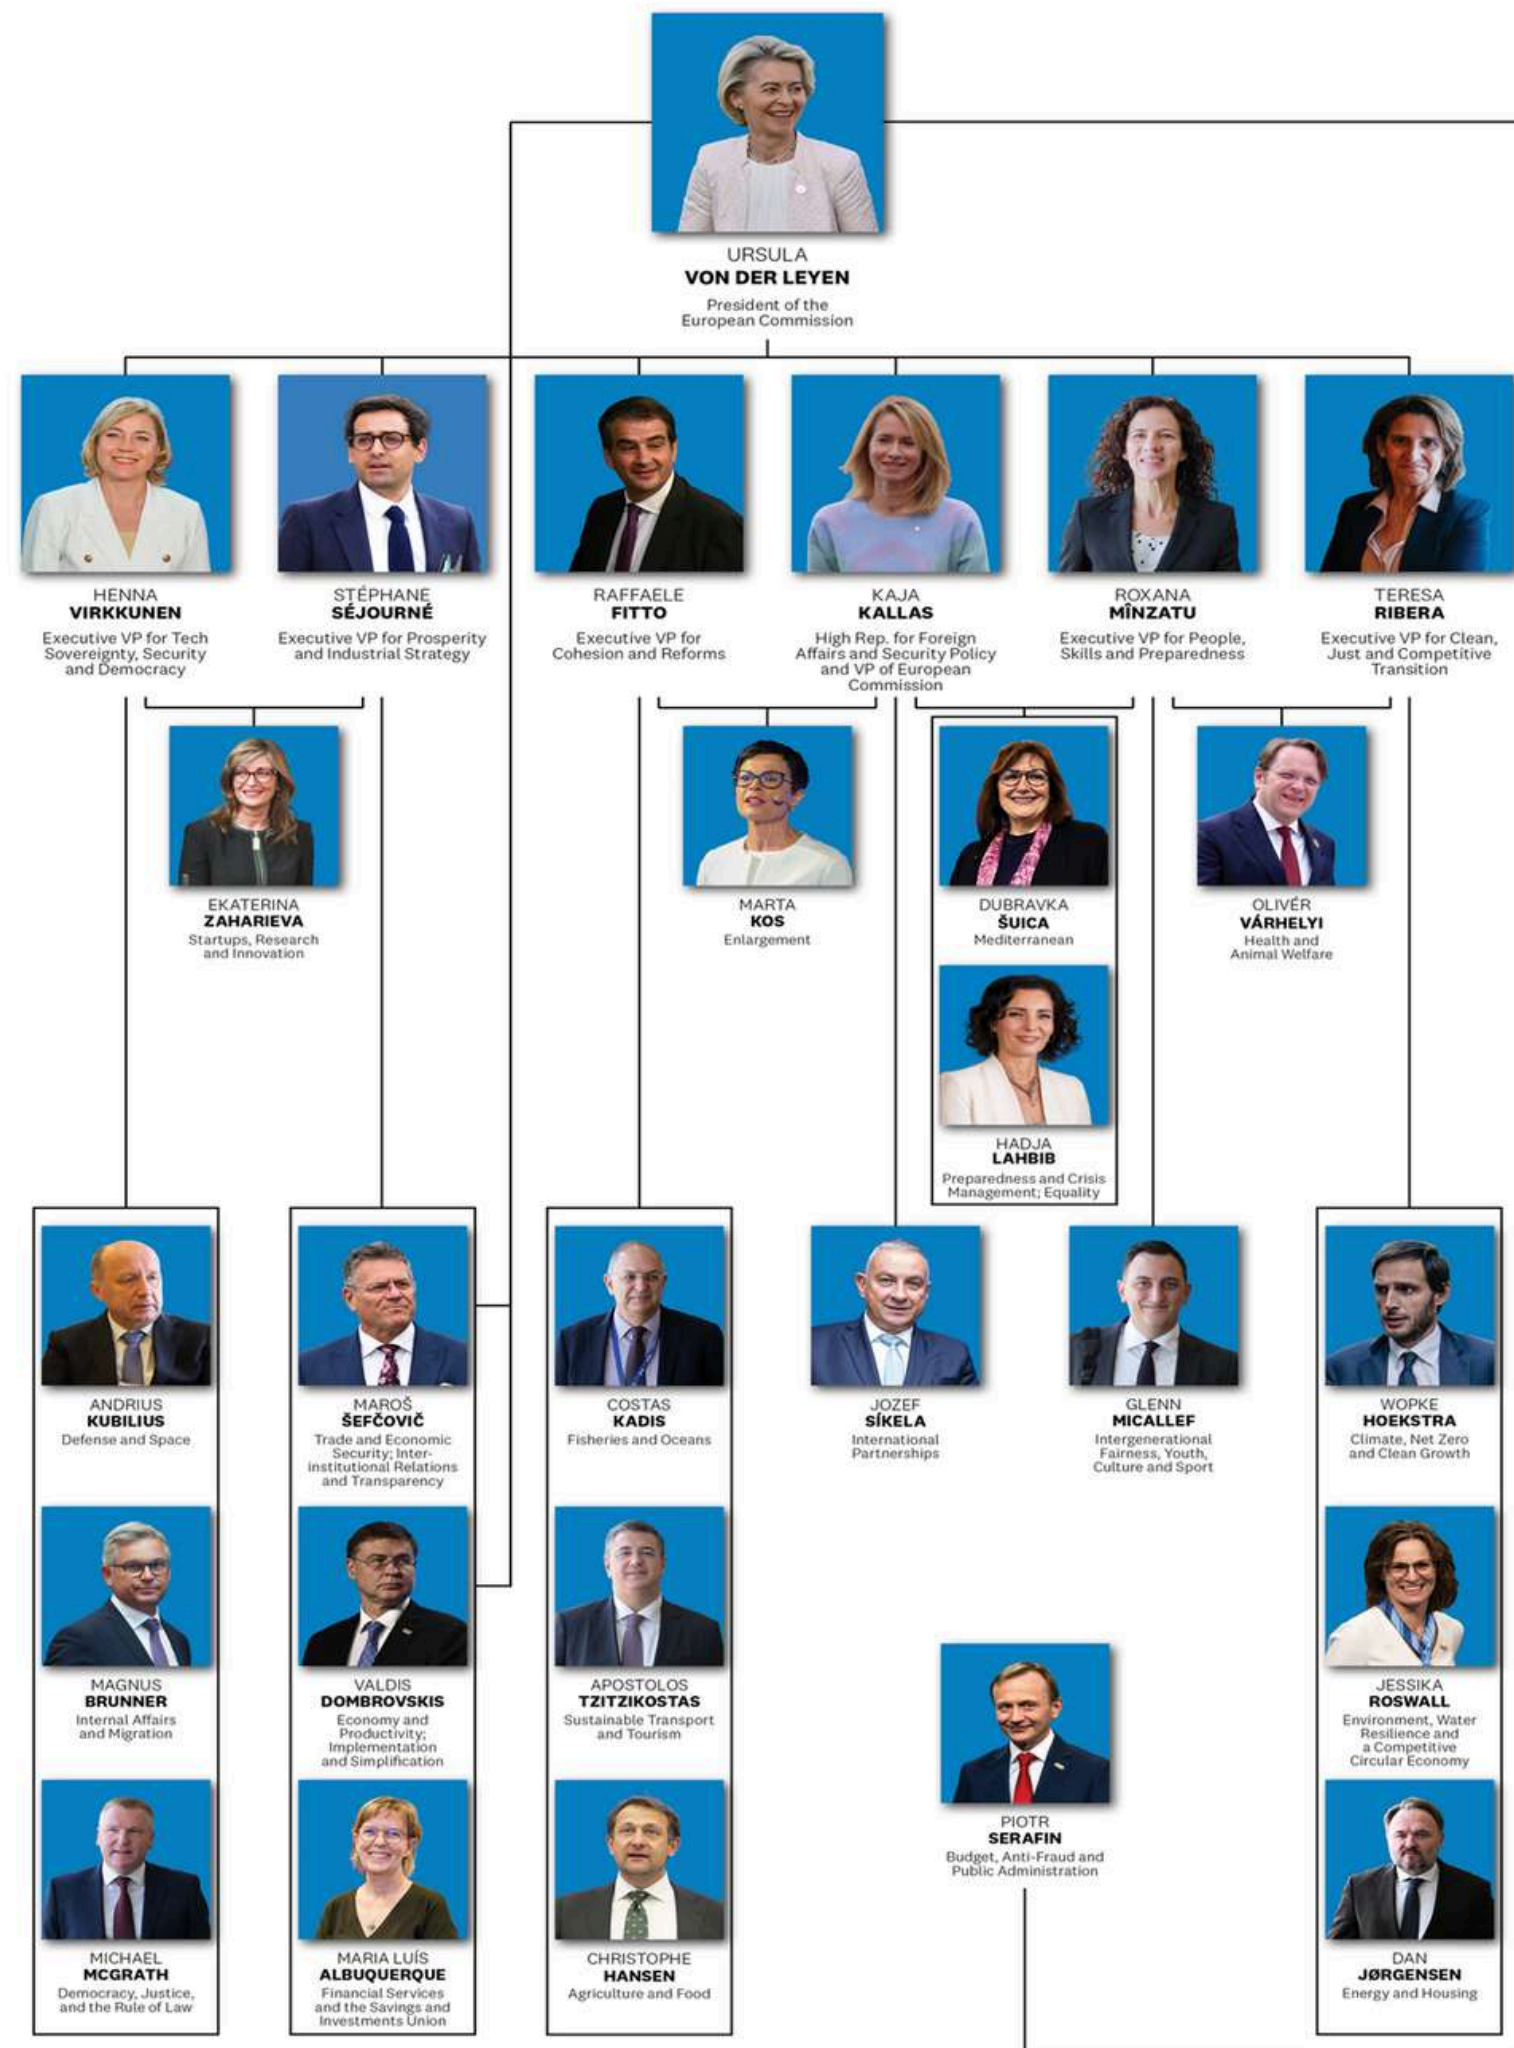 URSULA
VON DER LEYEN
President of the
European Commission
HENNA
VIRKKUNEN
Executive VP for Tech
Sovereignty, Security
and Democracy
STÉPHANE
SÉJOURNÉ
Executive VP for Prosperity
and Industrial Strategy
RAFFAELE
FITTO
Executive VP for
Cohesion and Reforms
KAJA
KALLAS
High Rep. for Foreign
Affairs and Security Policy
and VP of European
Commission
ROXANA
MÎNZATU
Executive VP for People,
Skills and Preparedness
TERESA
RIBERA
Executive VP for Clean,
Just and Competitive
Transition
EKATERINA
ZAHARIEVA
Startups, Research
and Innovation
MARTA
KOS
Enlargement
DUBRAVKA
ŠUICA
Mediterranean
OLIVÉR
VÁRHELYI
Health and
Animal Welfare
HADJA
LAHBIB
Preparedness and Crisis
Management; Equality
ANDRIUS
KUBILIUS
Defense and Space
MAROŠ
ŠEFČOVIČ
Trade and Economic
Security; Inter-
institutional Relations
and Transparency
COSTAS
KADIS
Fisheries and Oceans
JOZEF
SÍKELA
International
Partnerships
GLENN
MICALLEF
Intergenerational
Fairness, Youth,
Culture and Sport
WOPKE
HOEKSTRA
Climate, Net Zero
and Clean Growth
MAGNUS
BRUNNER
Internal Affairs
and Migration
VALDIS
DOMBROVSKIS
Economy and
Productivity;
Implementation
and Simplification
APOSTOLOS
TZITZIKOSTAS
Sustainable Transport
and Tourism
JESSIKA
ROSWALL
Environment, Water
Resilience and
a Competitive
Circular Economy
PIOTR
SERAFIN
Budget, Anti-Fraud and
Public Administration
MICHAEL
MCGRATH
Democracy, Justice,
and the Rule of Law
MARIA LUÍS
ALBUQUERQUE
Financial Services
and the Savings and
Investments Union
CHRISTOPHE
HANSEN
Agriculture and Food
DAN
JØRGENSEN
Energy and Housing